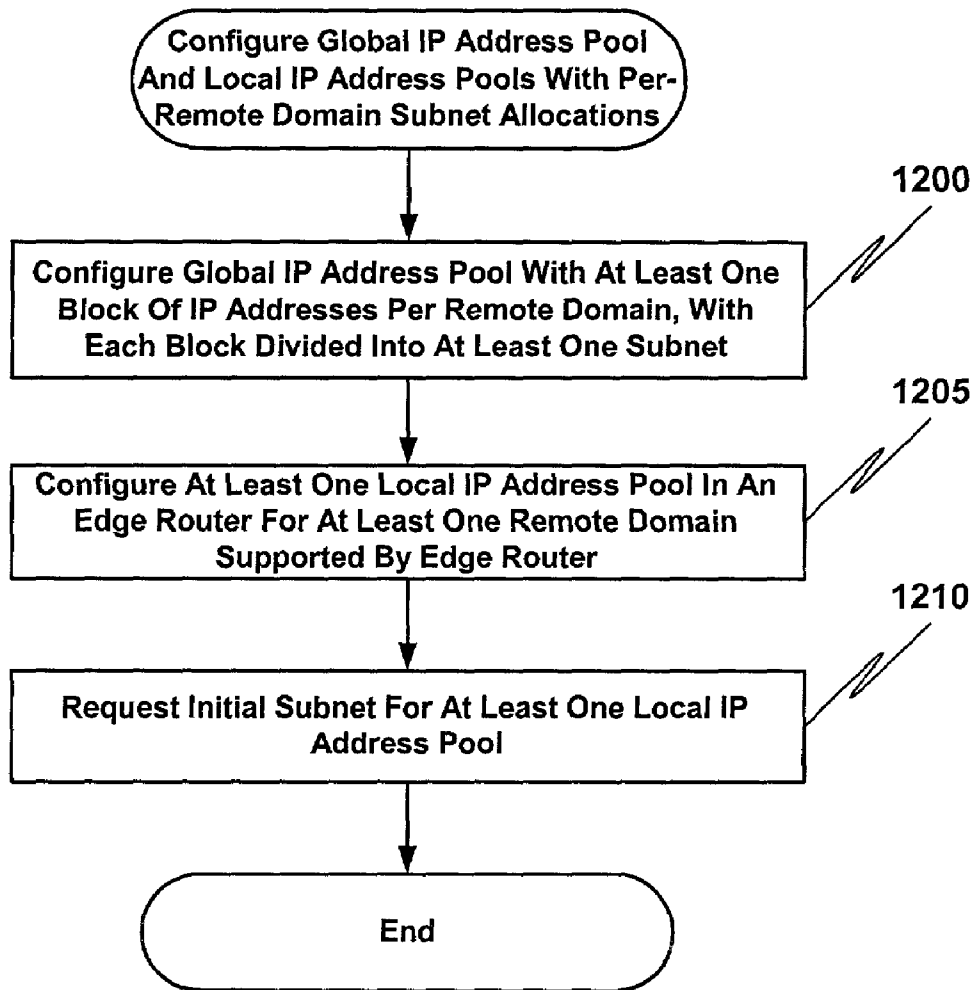 Configure Global IP Address Pool
And Local IP Address Pools With Per-
Remote Domain Subnet Allocations
1200
Configure Global IP Address Pool With At Least One
Block Of IP Addresses Per Remote Domain, With
Each Block Divided Into At Least One Subnet
1205
Configure At Least One Local IP Address Pool In An
Edge Router For At Least One Remote Domain
Supported By Edge Router
1210
Request Initial Subnet For At Least One Local IP
Address Pool
End